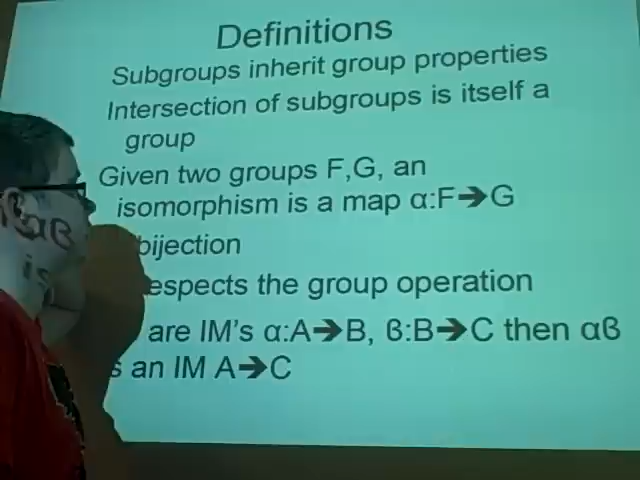 Definitions
Subgroups inherit group properties
Intersection of subgroups is itself a
group
Given two groups F,G, an
isomorphism is a map α:F➔G
bijection
espects the group operation
are IM's α:A➔B, ß:B➔C then αß
s an IM A➔C